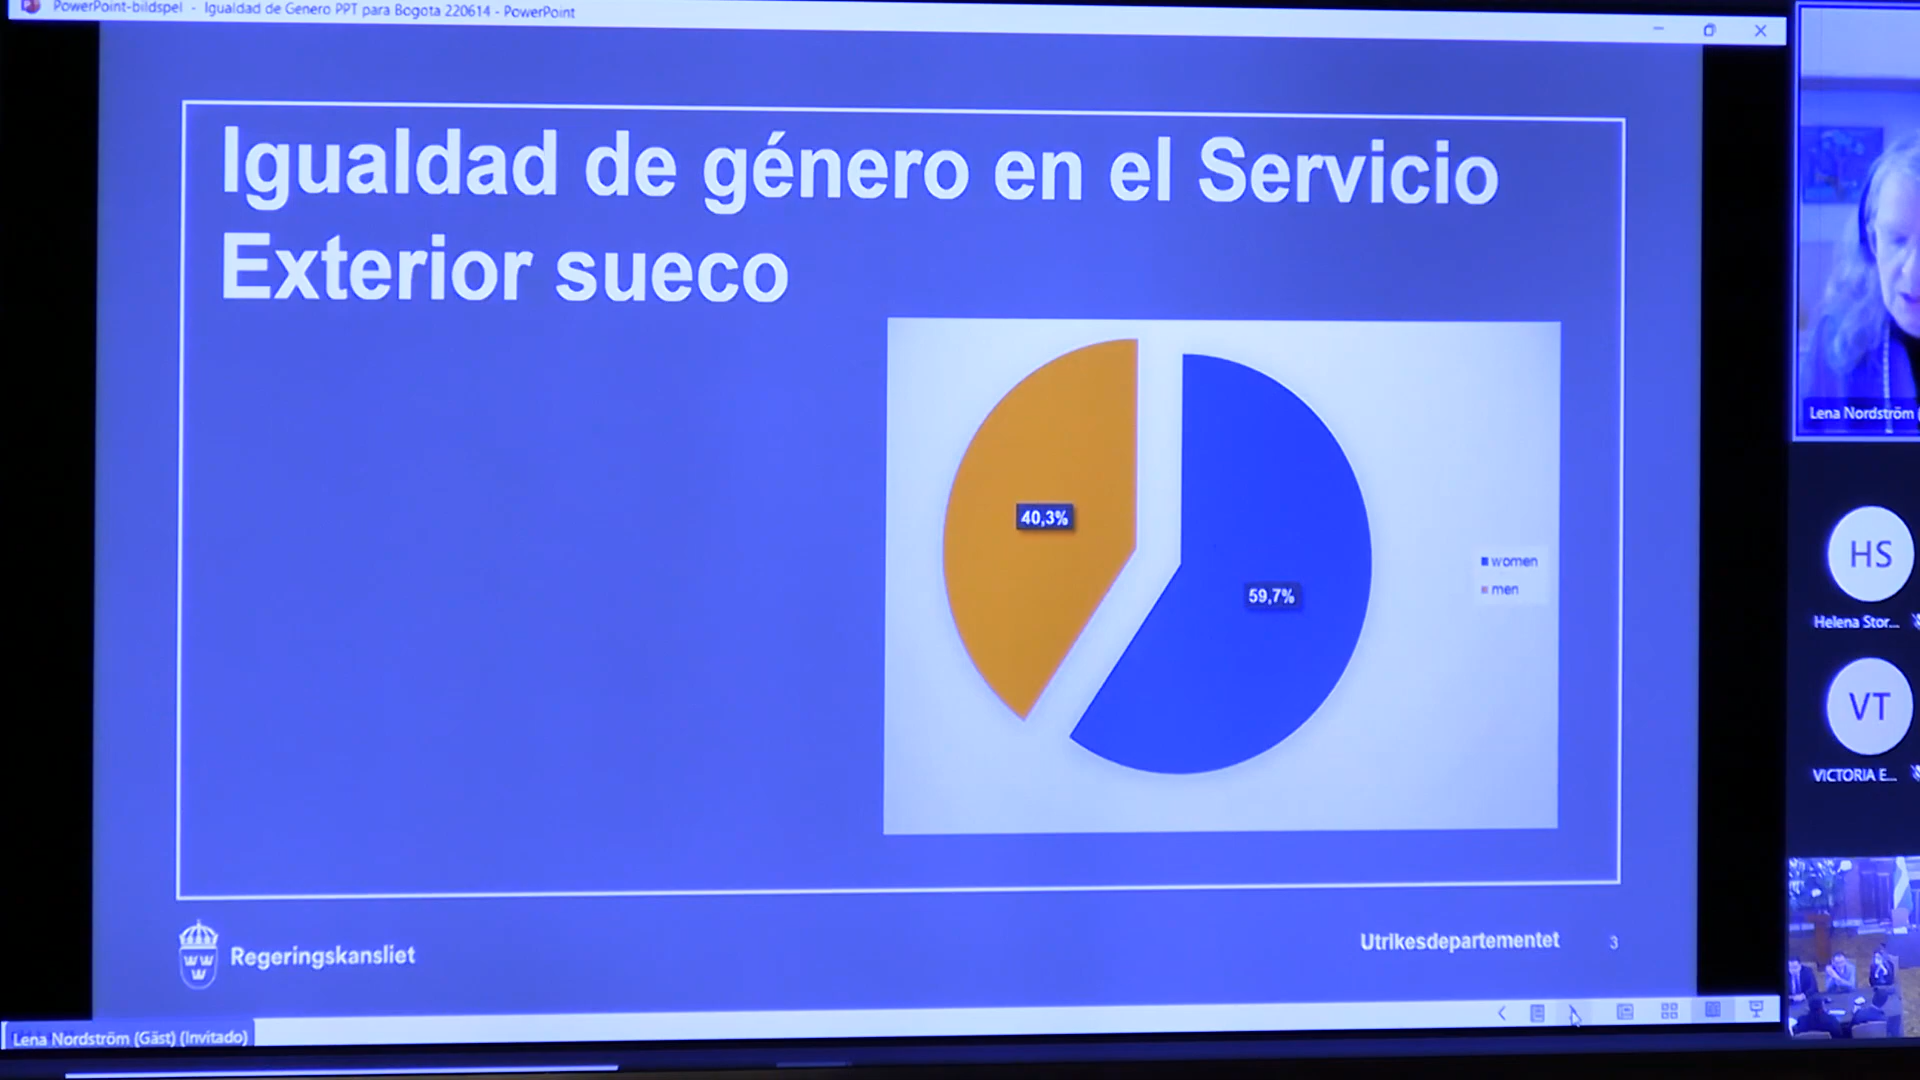 PowerPoint-bildspel - Igualdad de Genero PPT para Bogota 220614 - PowerPoint
Igualdad de género en el Servicio
Exterior sueco
40,3%
59,7%
women
men
Regeringskansliet
Utrikesdepartementet
3
Lena Nordström (Gäst) (Invitado)
Lena Nordström (
HS
Helena Stor...
VT
VICTORIA E...